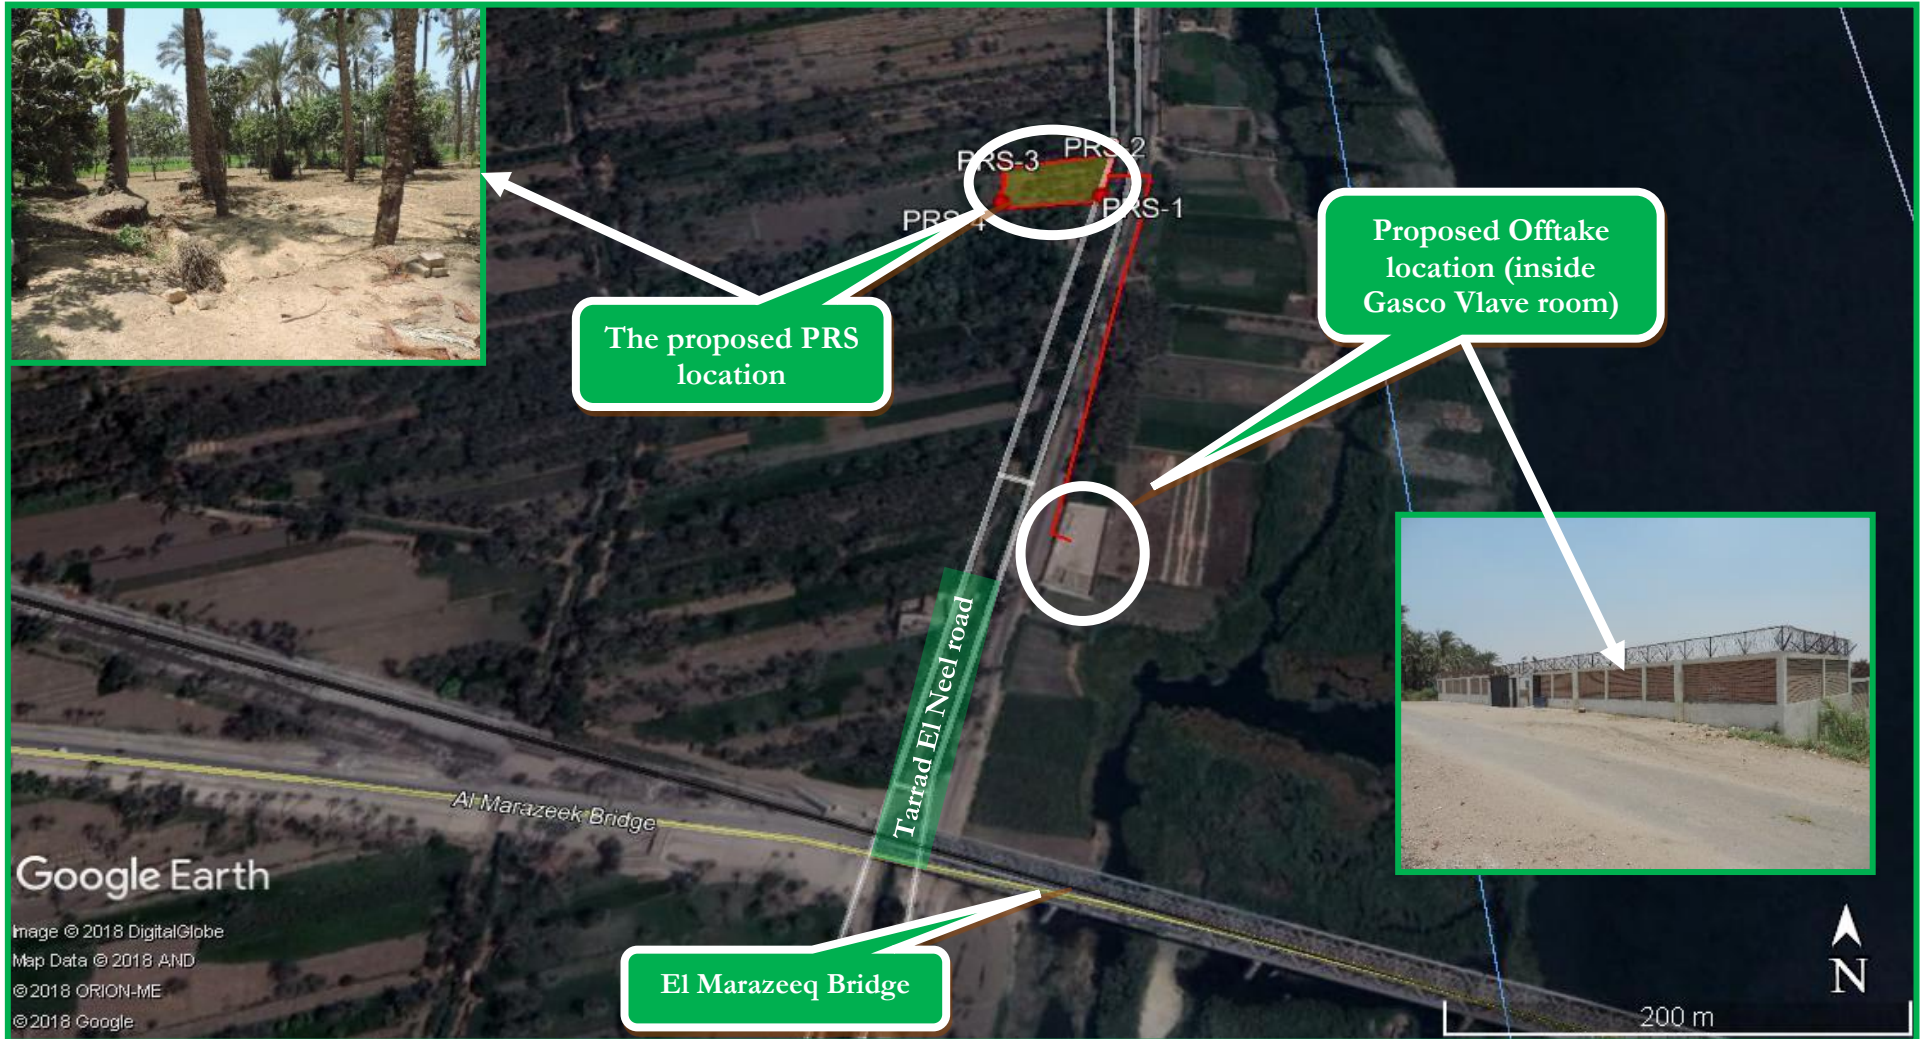 PRS-2
PRS-3
PRS-1
PRS-4
Proposed Offtake
location (inside
Gasco Vlave room)
The proposed PRS
location
Tarrad El Neel road
Al Marazeek Bridge
Google Earth
Image © 2018 DigitalGlobe
Map Data © 2018 AND
© 2018 ORION-ME
© 2018 Google
El Marazeeq Bridge
N
200 m